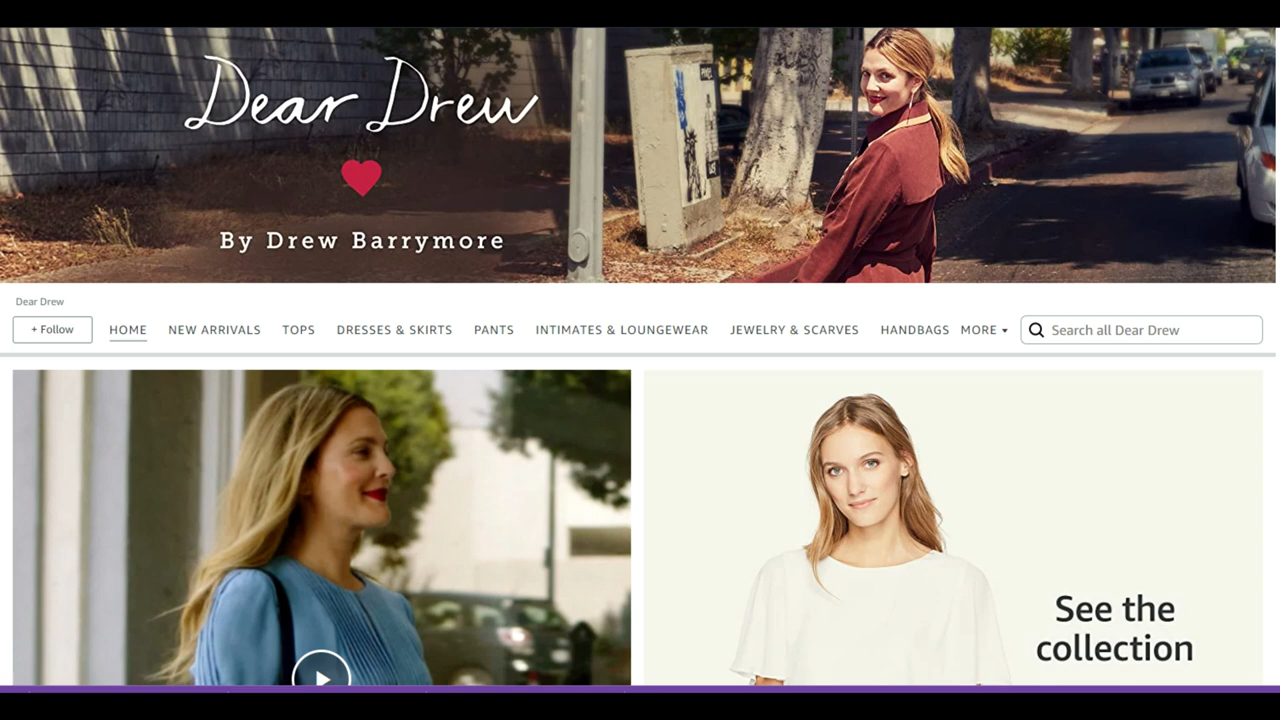 Dear Drew
By Drew Barrymore
Dear Drew
+ Follow HOME NEW ARRIVALS TOPS DRESSES & SKIRTS PANTS INTIMATES & LOUNGEWEAR JEWELRY & SCARVES HANDBAGS MORE Search all Dear Drew
See the
collection